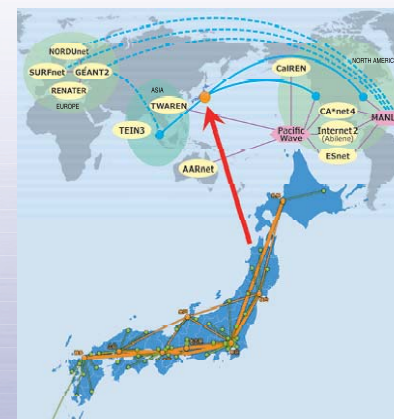 NORDUnet
SURFnet
GÉANT2
RENATER
EUROPE
ASIA
TWAREN
TEIN3
AARnet
NORTH AMERIC
CalREN
CA*net4
MANL
Pacific
Wave
Internet2
(Abilene)
ESnet